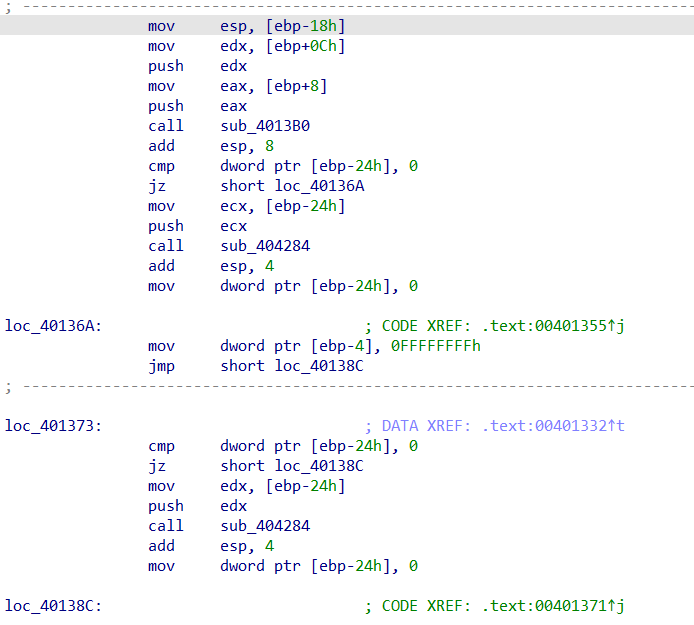 ; ---------------------------------------------------------------------------
mov     esp, [ebp-18h]
mov     edx, [ebp+0Ch]
push    edx
mov     eax, [ebp+8]
push    eax
call    sub_4013B0
add     esp, 8
cmp     dword ptr [ebp-24h], 0
jz      short loc_40136A
mov     ecx, [ebp-24h]
push    ecx
call    sub_404284
add     esp, 4
mov     dword ptr [ebp-24h], 0
loc_40136A:                             ; CODE XREF: .text:00401355↑j
mov     dword ptr [ebp-4], 0FFFFFFFFh
jmp     short loc_40138C
; ---------------------------------------------------------------------------
loc_401373:                             ; DATA XREF: .text:00401332↑t
cmp     dword ptr [ebp-24h], 0
jz      short loc_40138C
mov     edx, [ebp-24h]
push    edx
call    sub_404284
add     esp, 4
mov     dword ptr [ebp-24h], 0
loc_40138C:                             ; CODE XREF: .text:00401371↑j